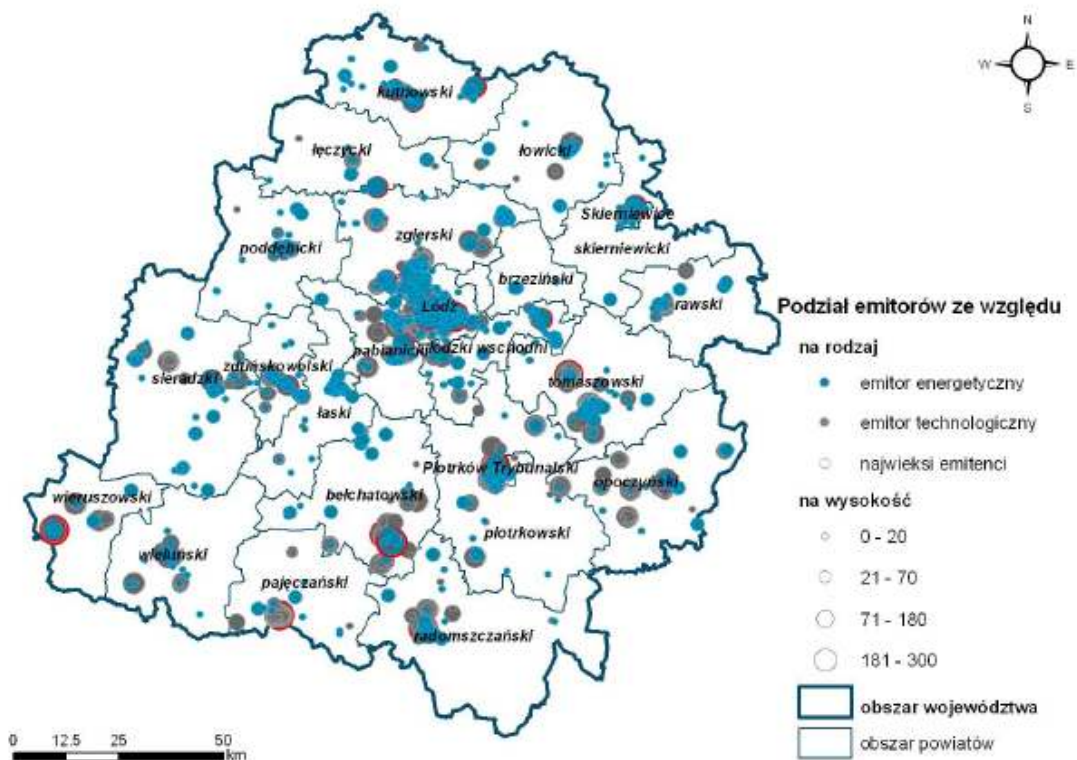 N
W E
S
kutnowski
łęczycki
łowicki
Skierniewice
zgierski
skierniewicki
poddębicki
brzeziński
rawski
Łódź
Podział emitorów ze względu
na rodzaj
pabianicki
łódzki wschodni
zduńskowolski
sieradzki
tomaszowski
emitor energetyczny
łaski
emitor technologiczny
najwieksi emitenci
Piotrków Trybunalski
opoczyński
wieruszowski
bełchatowski
na wysokość
0 - 20
piotrkowski
wieluński
21 - 70
pajęczański
71 - 180
radomszczański
181 - 300
obszar województwa
obszar powiatów
0 12.5 25 50
km